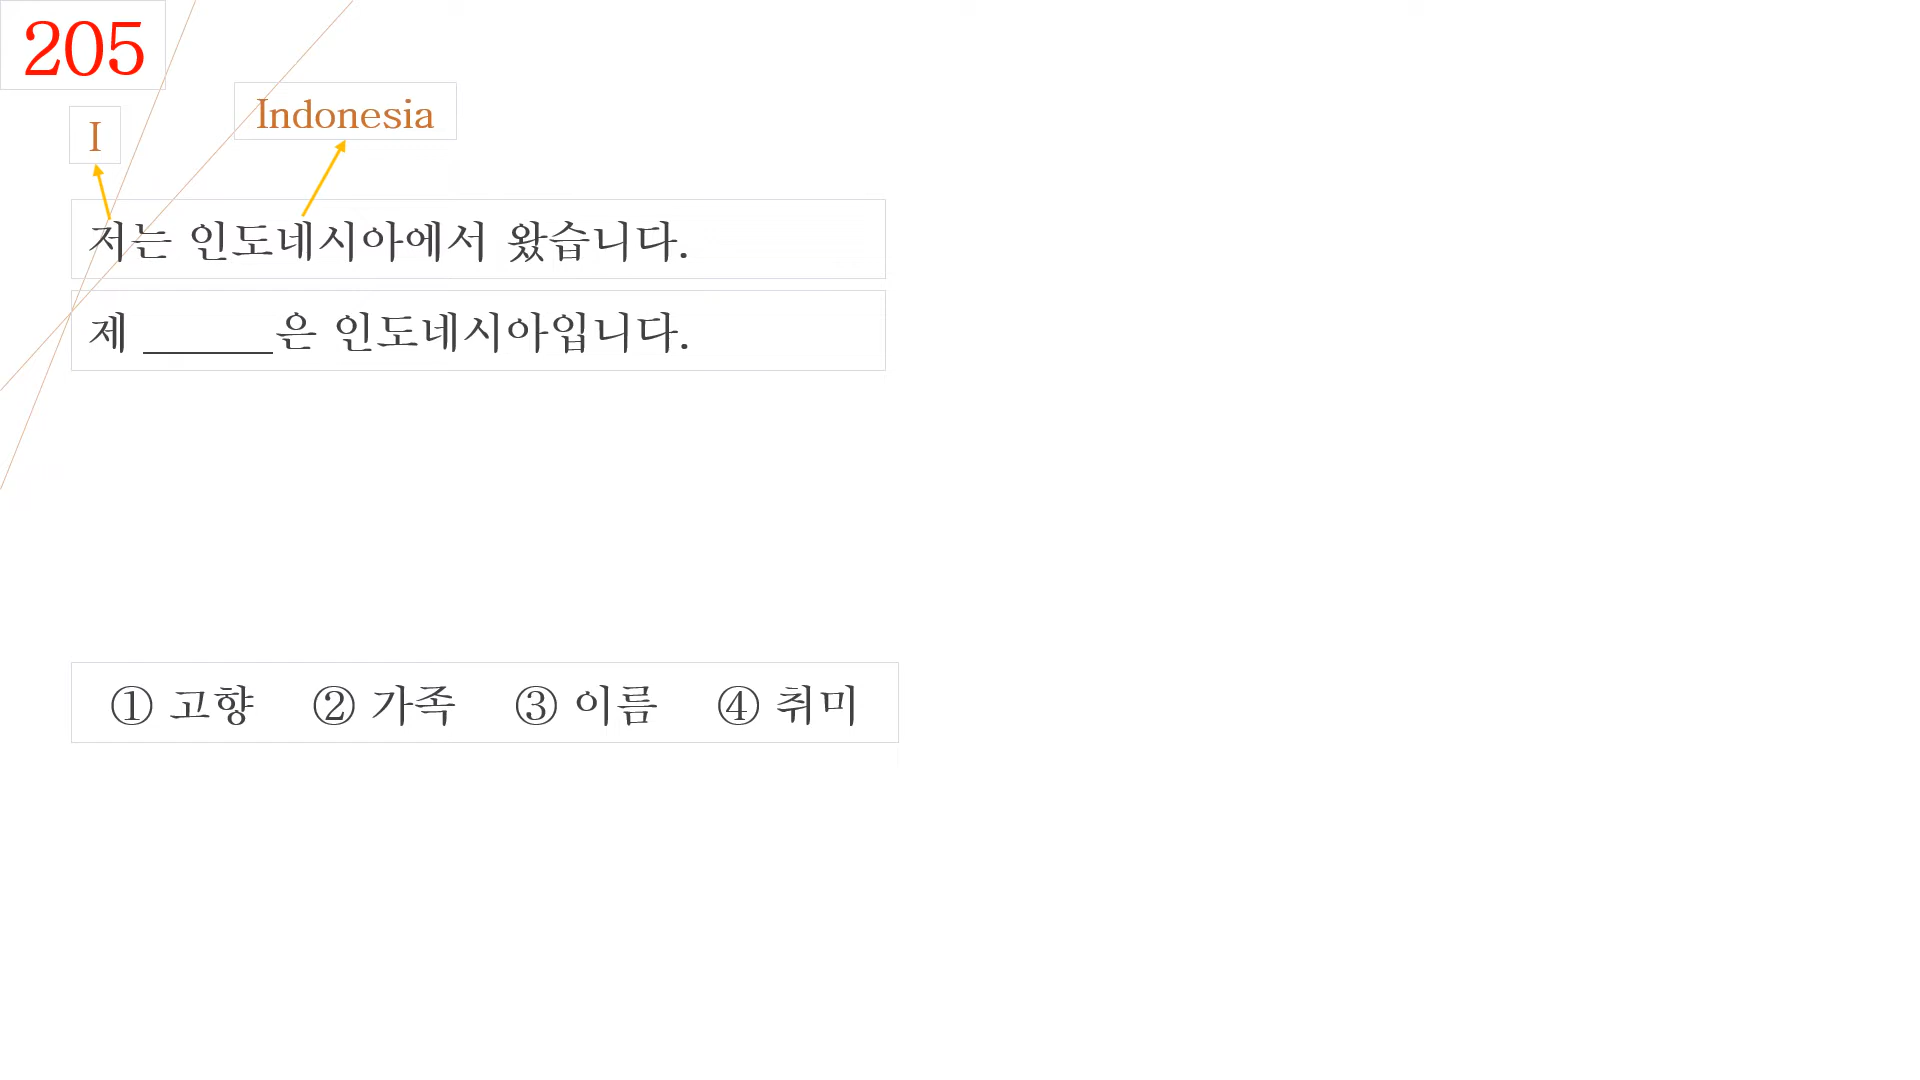 205
Indonesia
I
저는 인도네시아에서 왔습니다.
제 ______은 인도네시아입니다.
① 고향 ② 가족 ③ 이름 ④ 취미